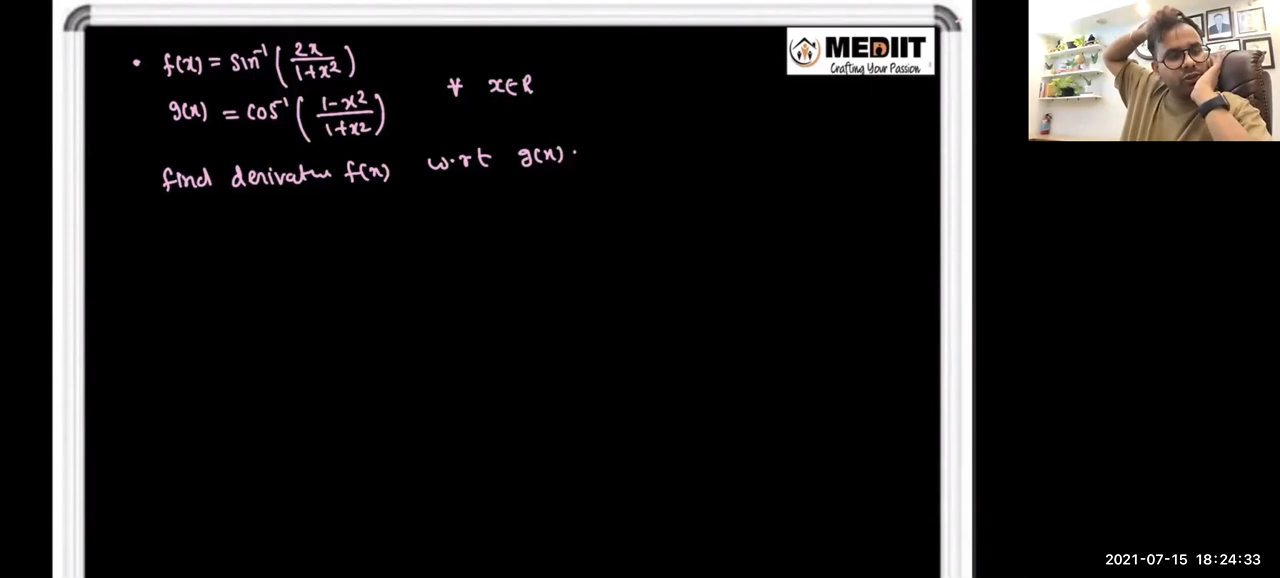 • f(x) = sin⁻¹ (2x/1+x²)
g(x) = cos⁻¹ (1-x²/1+x²) ∀ x∈R
find derivative f(x) w.r.t g(x).
MEDIIT
Crafting Your Passion
2021-07-15 18:24:33